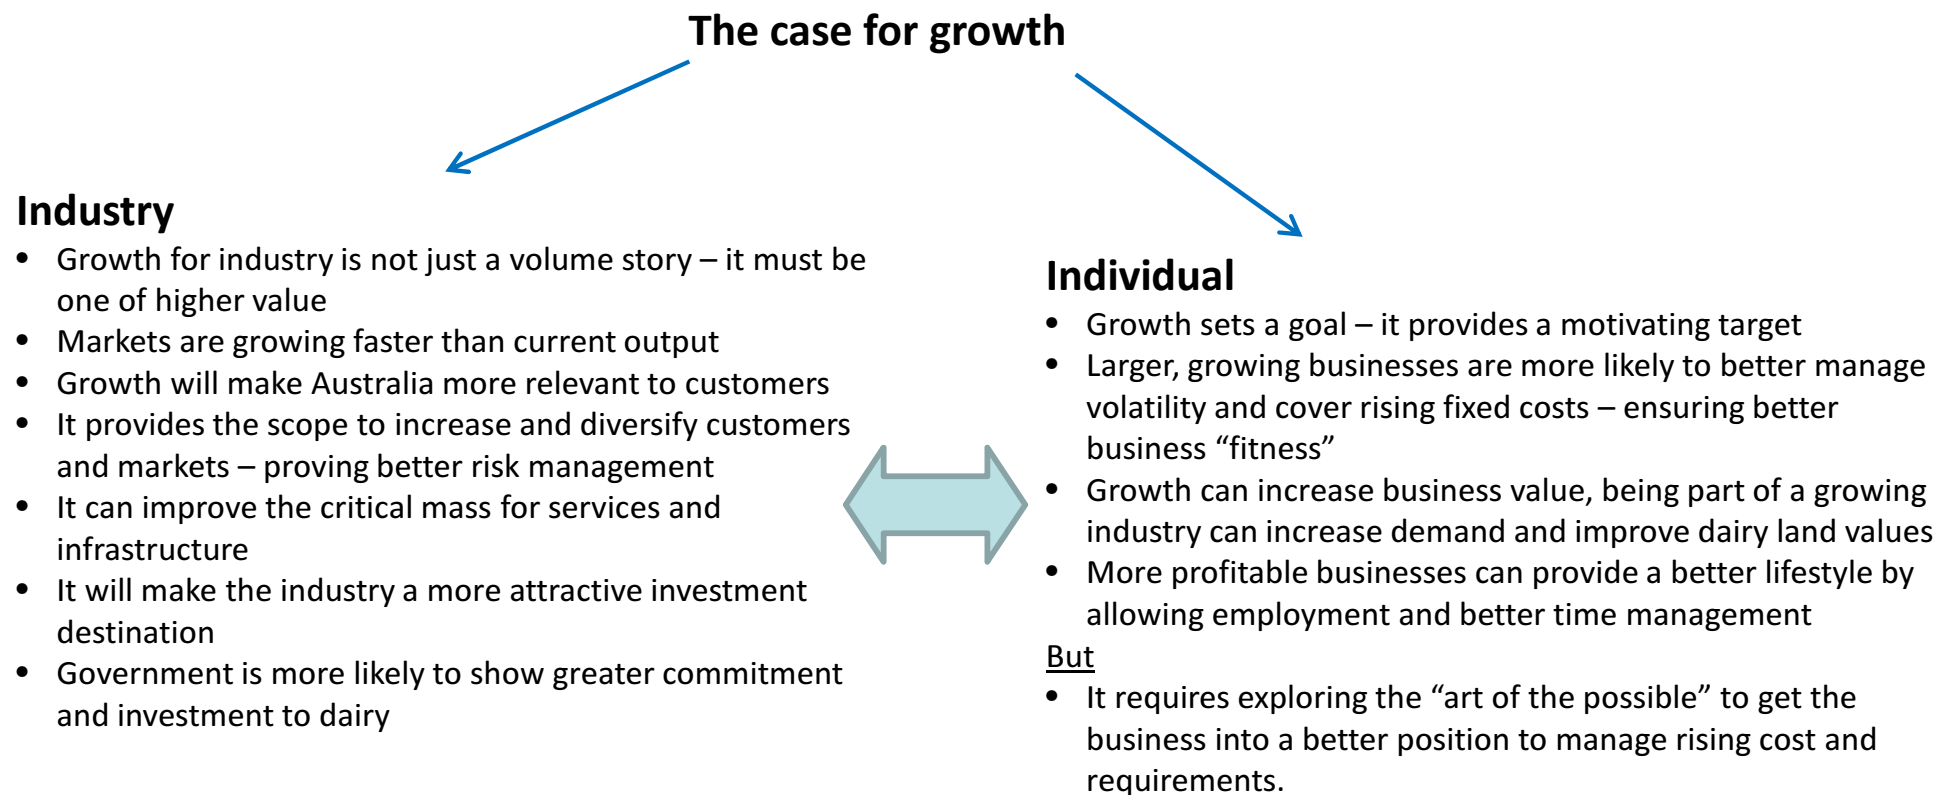 The case for growth
Industry
• Growth for industry is not just a volume story – it must be
one of higher value
• Markets are growing faster than current output
• Growth will make Australia more relevant to customers
• It provides the scope to increase and diversify customers
and markets – proving better risk management
• It can improve the critical mass for services and
infrastructure
• It will make the industry a more attractive investment
destination
• Government is more likely to show greater commitment
and investment to dairy
Individual
• Growth sets a goal – it provides a motivating target
• Larger, growing businesses are more likely to better manage
volatility and cover rising fixed costs – ensuring better
business “fitness”
• Growth can increase business value, being part of a growing
industry can increase demand and improve dairy land values
• More profitable businesses can provide a better lifestyle by
allowing employment and better time management
But
• It requires exploring the “art of the possible” to get the
business into a better position to manage rising cost and
requirements.